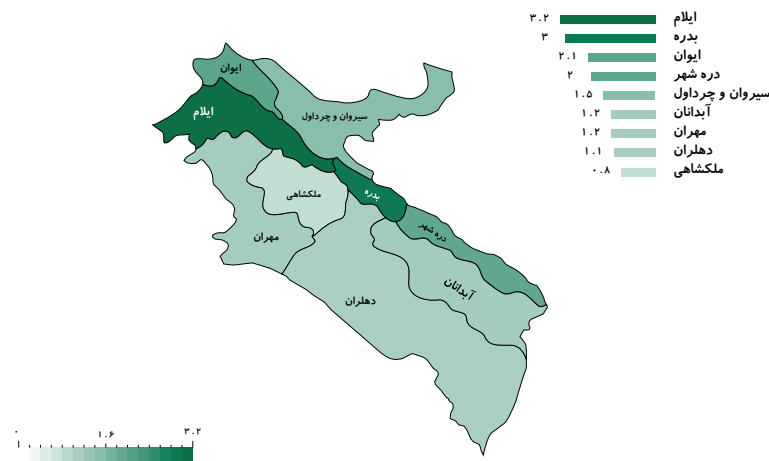 ایلام ۳.۲
بدره ۳
ایوان ۲.۱
دره شهر ۲
سیروان و چرداول ۱.۵
آبدانان ۱.۲
مهران ۱.۲
دهلران ۱.۱
ملکشاهی ۰.۸
ایوان
ایلام
سیروان و چرداول
ملکشاهی
بدره
دره شهر
مهران
آبدانان
دهلران
۰ ۱.۶ ۳.۲